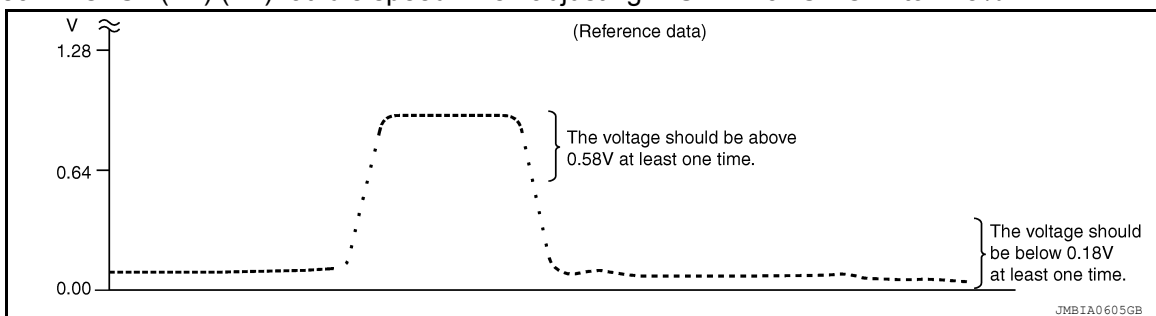 V
(Reference data)
1.28
The voltage should be above
0.58V at least one time.
0.64
The voltage should
be below 0.18V
at least one time.
0.00
JMBIA0605GB